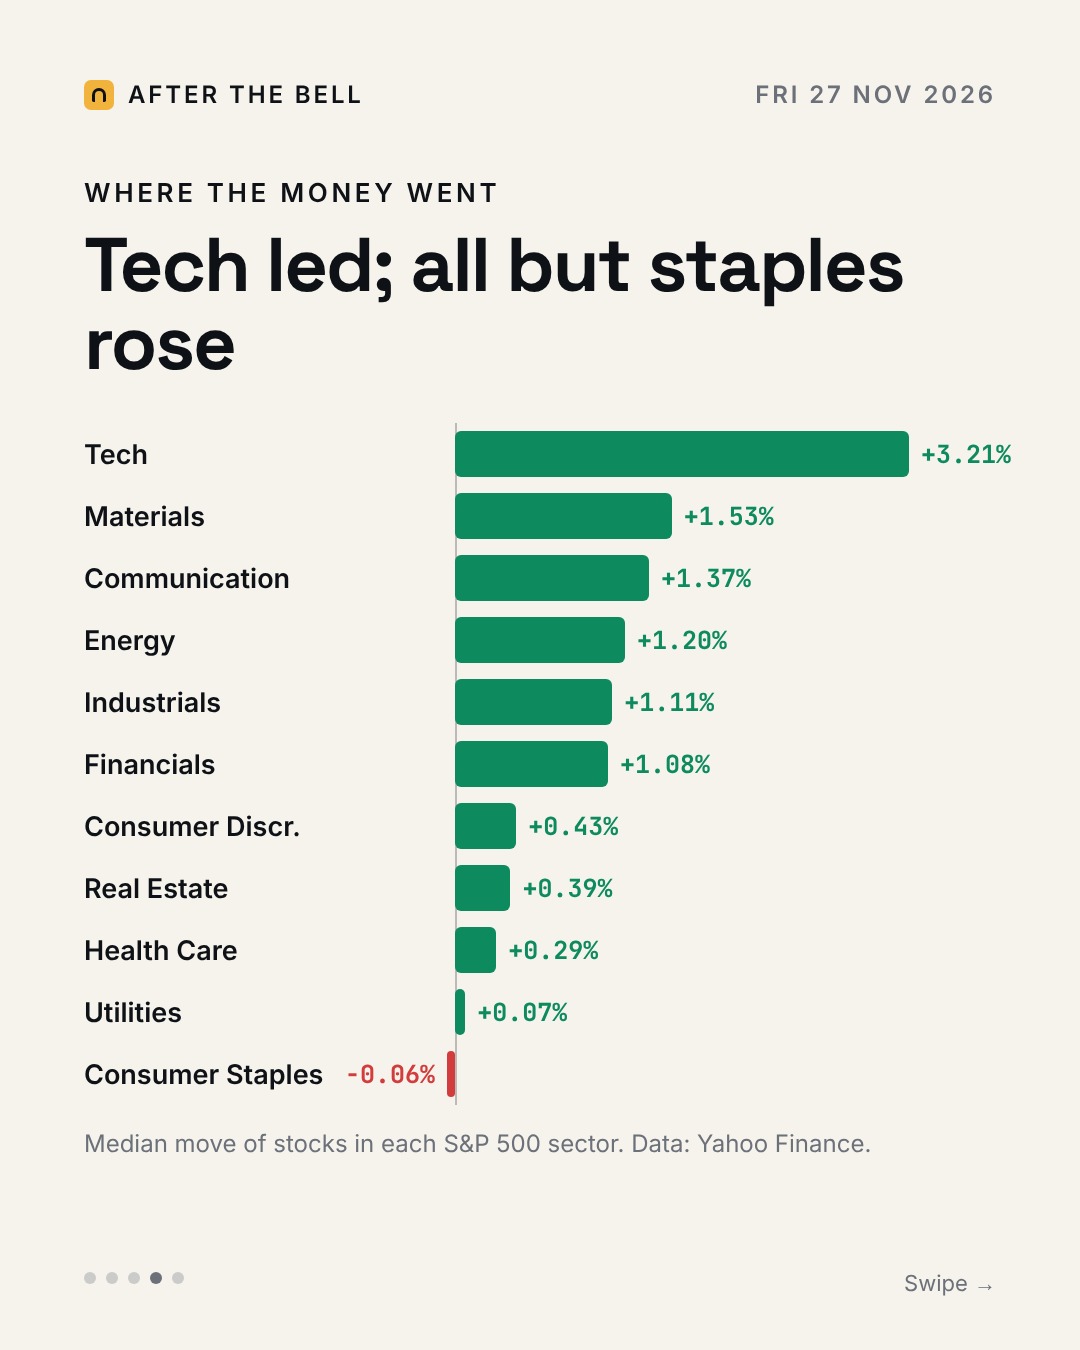 AFTER THE BELL
FRI 27 NOV 2026
WHERE THE MONEY WENT
Tech led; all but staples
rose
Tech +3.21%
Materials +1.53%
Communication +1.37%
Energy +1.20%
Industrials +1.11%
Financials +1.08%
Consumer Discr. +0.43%
Real Estate +0.39%
Health Care +0.29%
Utilities +0.07%
Consumer Staples -0.06%
Median move of stocks in each S&P 500 sector. Data: Yahoo Finance.
Swipe →